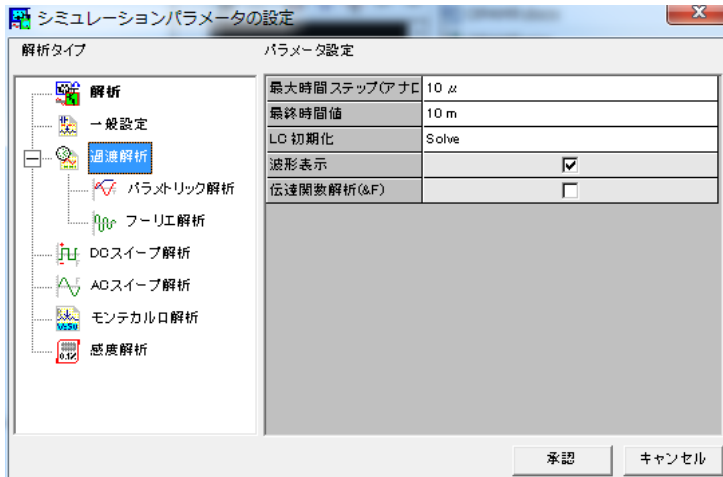 シミュレーションパラメータの設定
解析タイプ
パラメータ設定
解析
一般設定
過渡解析
パラメトリック解析
フーリエ解析
DCスイープ解析
ACスイープ解析
モンテカルロ解析
感度解析
最大時間ステップ(アナロ 10 μ
最終時間値 10 m
LC 初期化 Solve
波形表示
伝達関数解析(&F)
承認
キャンセル